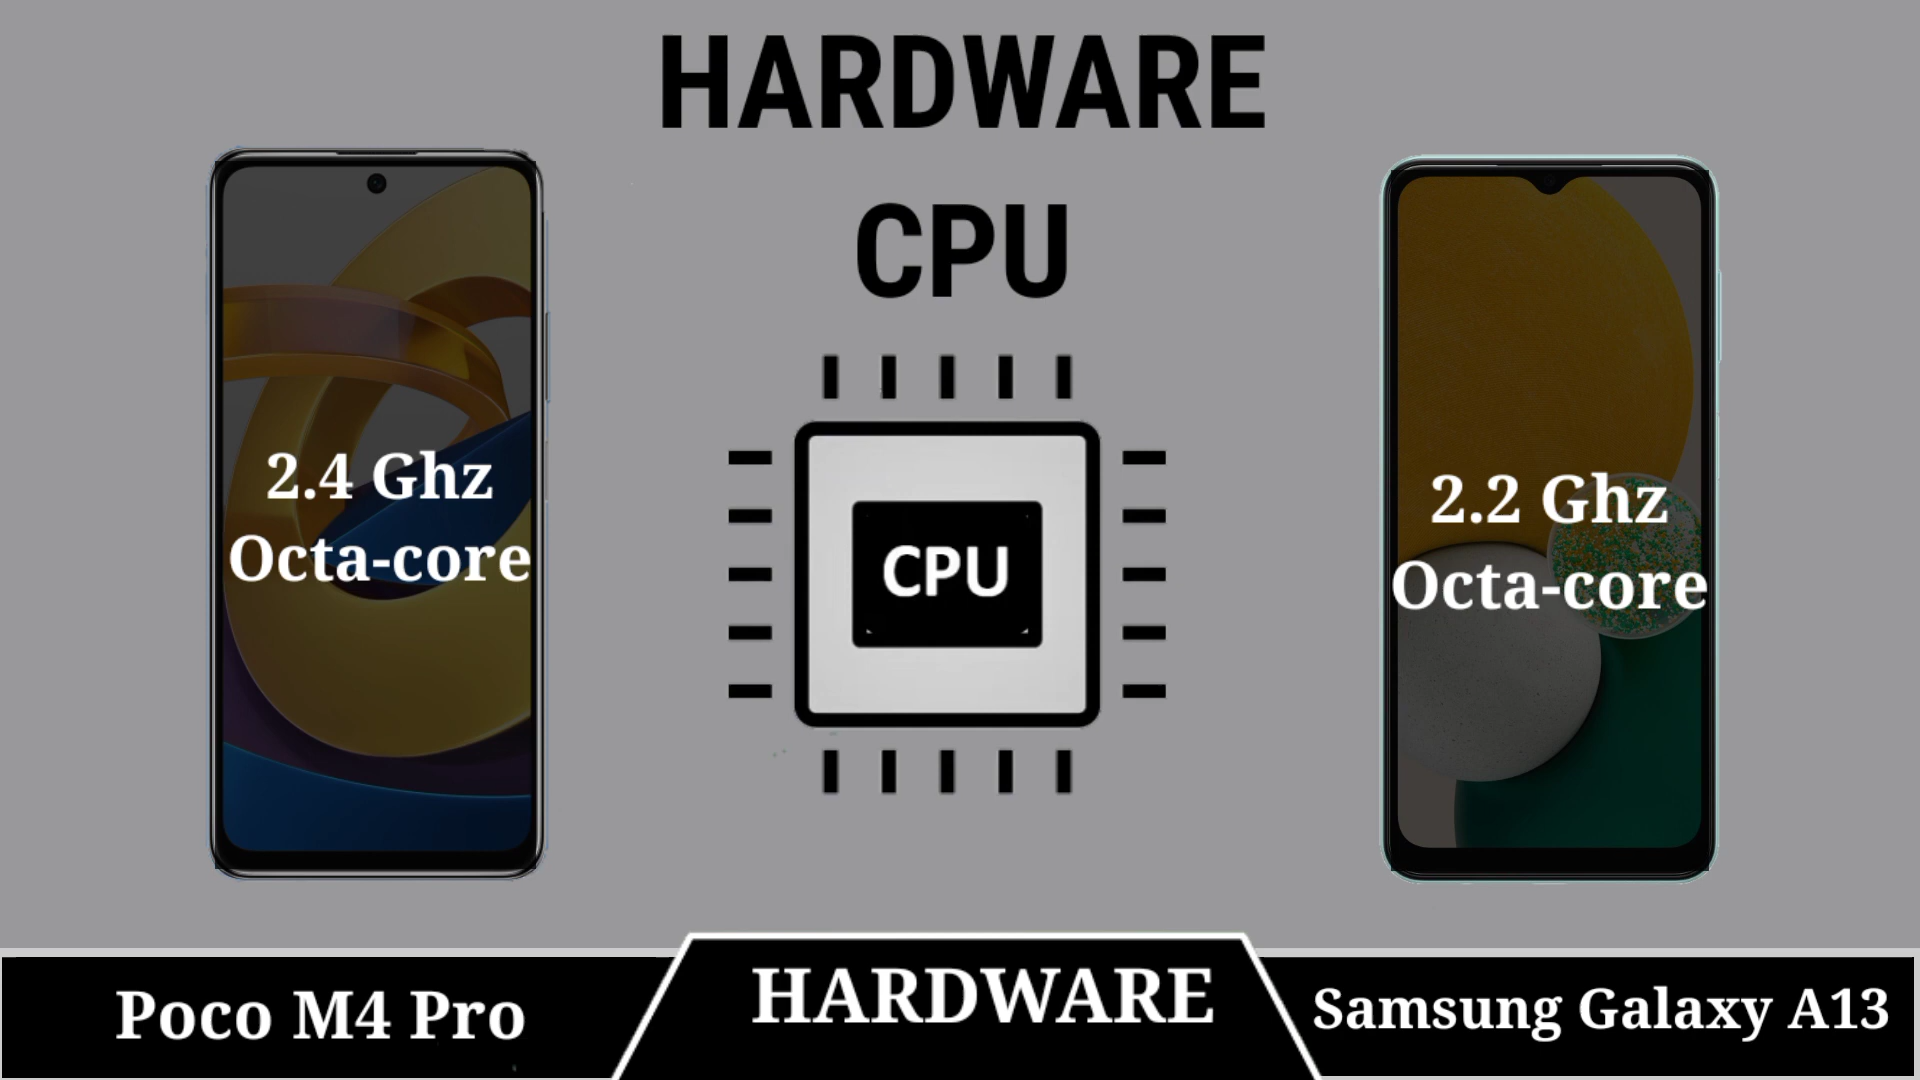 HARDWARE
CPU
2.4 Ghz
Octa-core
CPU
2.2 Ghz
Octa-core
Poco M4 Pro
HARDWARE
Samsung Galaxy A13